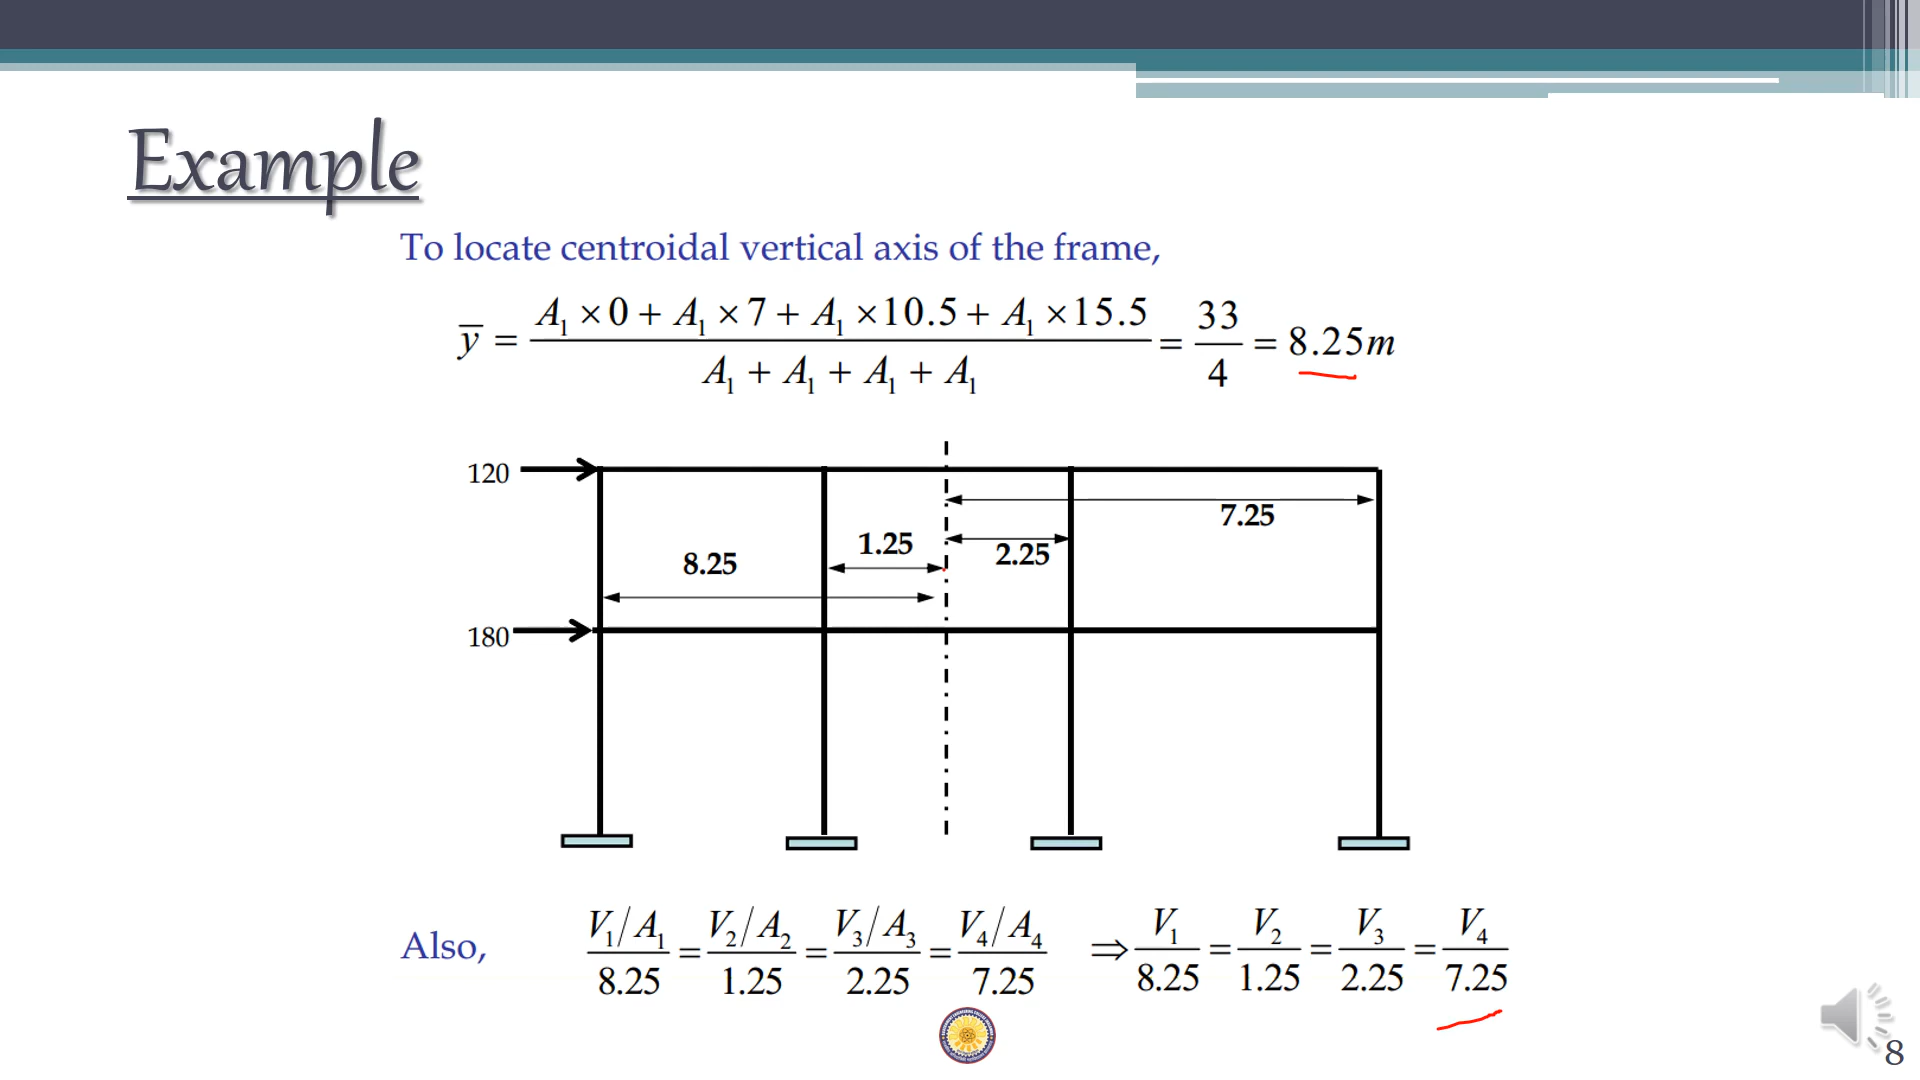 Example
To locate centroidal vertical axis of the frame,
y̅ = (A₁ × 0 + A₁ × 7 + A₁ × 10.5 + A₁ × 15.5) / (A₁ + A₁ + A₁ + A₁) = 33/4 = 8.25m
120
7.25
1.25
2.25
8.25
180
Also, (V₁/A₁)/8.25 = (V₂/A₂)/1.25 = (V₃/A₃)/2.25 = (V₄/A₄)/7.25 ⇒ V₁/8.25 = V₂/1.25 = V₃/2.25 = V₄/7.25
8